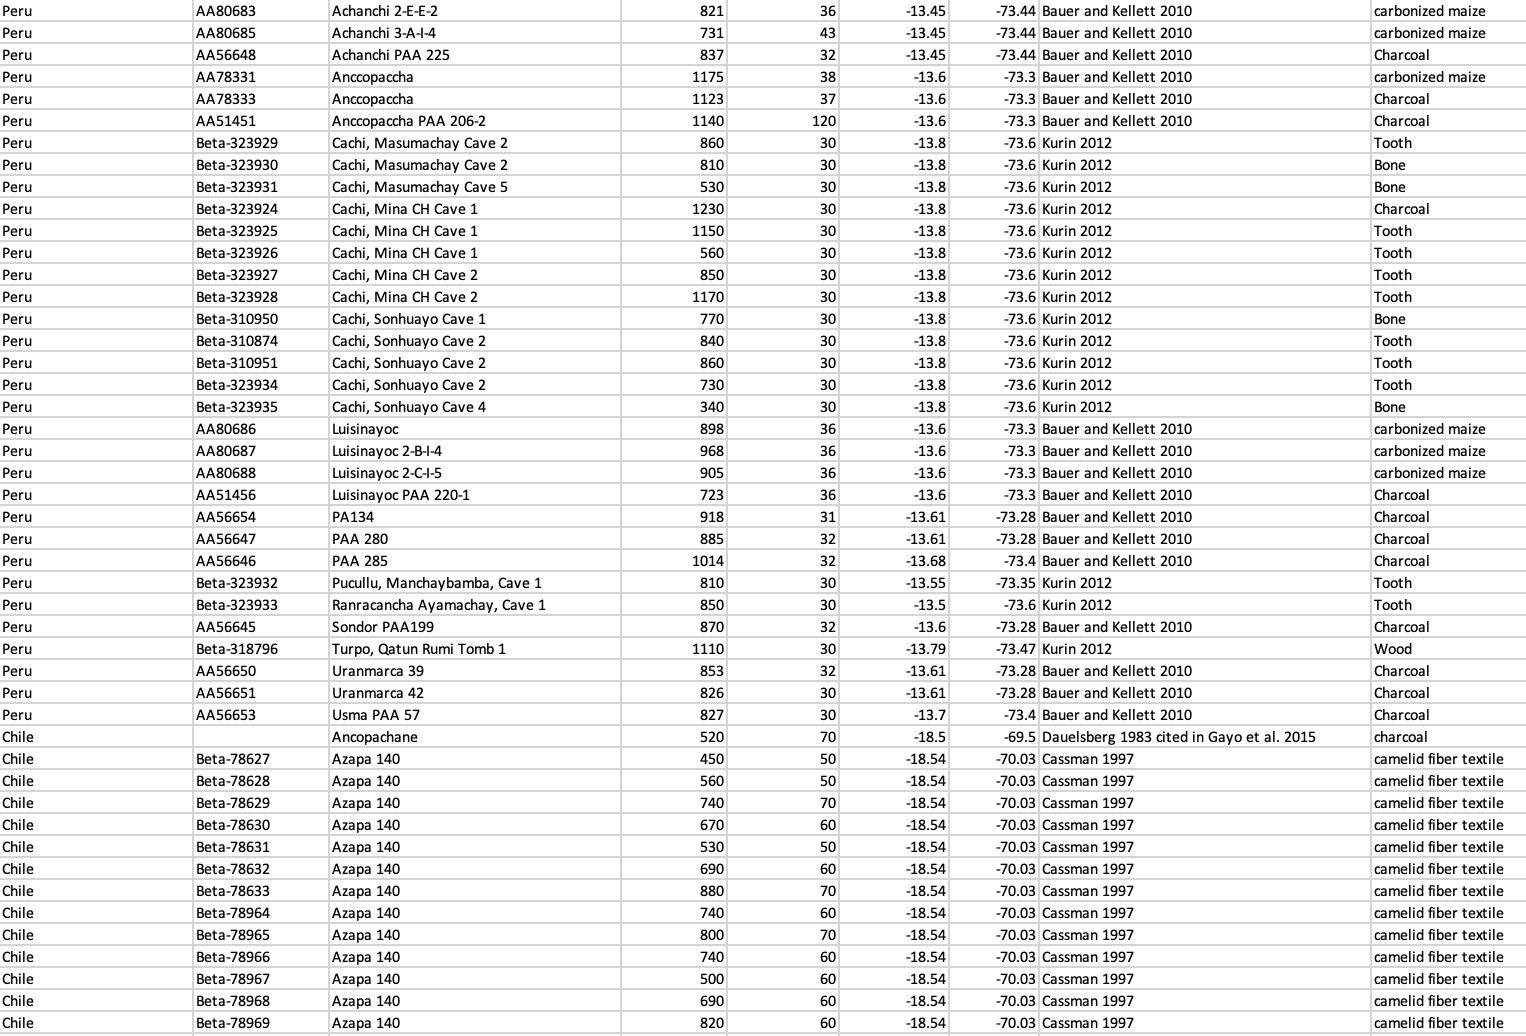 Peru AA80683 Achanchi 2-E-E-2 821 36 -13.45 -73.44 Bauer and Kellett 2010 carbonized maize
Peru AA80685 Achanchi 3-A-I-4 731 43 -13.45 -73.44 Bauer and Kellett 2010 carbonized maize
Peru AA56648 Achanchi PAA 225 837 32 -13.45 -73.44 Bauer and Kellett 2010 Charcoal
Peru AA78331 Anccopaccha 1175 38 -13.6 -73.3 Bauer and Kellett 2010 carbonized maize
Peru AA78333 Anccopaccha 1123 37 -13.6 -73.3 Bauer and Kellett 2010 Charcoal
Peru AA51451 Anccopaccha PAA 206-2 1140 120 -13.6 -73.3 Bauer and Kellett 2010 Charcoal
Peru Beta-323929 Cachi, Masumachay Cave 2 860 30 -13.8 -73.6 Kurin 2012 Tooth
Peru Beta-323930 Cachi, Masumachay Cave 2 810 30 -13.8 -73.6 Kurin 2012 Bone
Peru Beta-323931 Cachi, Masumachay Cave 5 530 30 -13.8 -73.6 Kurin 2012 Bone
Peru Beta-323924 Cachi, Mina CH Cave 1 1230 30 -13.8 -73.6 Kurin 2012 Charcoal
Peru Beta-323925 Cachi, Mina CH Cave 1 1150 30 -13.8 -73.6 Kurin 2012 Tooth
Peru Beta-323926 Cachi, Mina CH Cave 1 560 30 -13.8 -73.6 Kurin 2012 Tooth
Peru Beta-323927 Cachi, Mina CH Cave 2 850 30 -13.8 -73.6 Kurin 2012 Tooth
Peru Beta-323928 Cachi, Mina CH Cave 2 1170 30 -13.8 -73.6 Kurin 2012 Tooth
Peru Beta-310950 Cachi, Sonhuayo Cave 1 770 30 -13.8 -73.6 Kurin 2012 Bone
Peru Beta-310874 Cachi, Sonhuayo Cave 2 840 30 -13.8 -73.6 Kurin 2012 Tooth
Peru Beta-310951 Cachi, Sonhuayo Cave 2 860 30 -13.8 -73.6 Kurin 2012 Tooth
Peru Beta-323934 Cachi, Sonhuayo Cave 2 730 30 -13.8 -73.6 Kurin 2012 Tooth
Peru Beta-323935 Cachi, Sonhuayo Cave 4 340 30 -13.8 -73.6 Kurin 2012 Bone
Peru AA80686 Luisinayoc 898 36 -13.6 -73.3 Bauer and Kellett 2010 carbonized maize
Peru AA80687 Luisinayoc 2-B-I-4 968 36 -13.6 -73.3 Bauer and Kellett 2010 carbonized maize
Peru AA80688 Luisinayoc 2-C-I-5 905 36 -13.6 -73.3 Bauer and Kellett 2010 carbonized maize
Peru AA51456 Luisinayoc PAA 220-1 723 36 -13.6 -73.3 Bauer and Kellett 2010 Charcoal
Peru AA56654 PA134 918 31 -13.61 -73.28 Bauer and Kellett 2010 Charcoal
Peru AA56647 PAA 280 885 32 -13.61 -73.28 Bauer and Kellett 2010 Charcoal
Peru AA56646 PAA 285 1014 32 -13.68 -73.4 Bauer and Kellett 2010 Charcoal
Peru Beta-323932 Pucullu, Manchaybamba, Cave 1 810 30 -13.55 -73.35 Kurin 2012 Tooth
Peru Beta-323933 Ranracancha Ayamachay, Cave 1 850 30 -13.5 -73.6 Kurin 2012 Tooth
Peru AA56645 Sondor PAA199 870 32 -13.6 -73.28 Bauer and Kellett 2010 Charcoal
Peru Beta-318796 Turpo, Qatun Rumi Tomb 1 1110 30 -13.79 -73.47 Kurin 2012 Wood
Peru AA56650 Uranmarca 39 853 32 -13.61 -73.28 Bauer and Kellett 2010 Charcoal
Peru AA56651 Uranmarca 42 826 30 -13.61 -73.28 Bauer and Kellett 2010 Charcoal
Peru AA56653 Usma PAA 57 827 30 -13.7 -73.4 Bauer and Kellett 2010 Charcoal
Chile Ancopachane 520 70 -18.5 -69.5 Dauelsberg 1983 cited in Gayo et al. 2015 charcoal
Chile Beta-78627 Azapa 140 450 50 -18.54 -70.03 Cassman 1997 camelid fiber textile
Chile Beta-78628 Azapa 140 560 50 -18.54 -70.03 Cassman 1997 camelid fiber textile
Chile Beta-78629 Azapa 140 740 70 -18.54 -70.03 Cassman 1997 camelid fiber textile
Chile Beta-78630 Azapa 140 670 60 -18.54 -70.03 Cassman 1997 camelid fiber textile
Chile Beta-78631 Azapa 140 530 50 -18.54 -70.03 Cassman 1997 camelid fiber textile
Chile Beta-78632 Azapa 140 690 60 -18.54 -70.03 Cassman 1997 camelid fiber textile
Chile Beta-78633 Azapa 140 880 70 -18.54 -70.03 Cassman 1997 camelid fiber textile
Chile Beta-78964 Azapa 140 740 60 -18.54 -70.03 Cassman 1997 camelid fiber textile
Chile Beta-78965 Azapa 140 800 70 -18.54 -70.03 Cassman 1997 camelid fiber textile
Chile Beta-78966 Azapa 140 740 60 -18.54 -70.03 Cassman 1997 camelid fiber textile
Chile Beta-78967 Azapa 140 500 60 -18.54 -70.03 Cassman 1997 camelid fiber textile
Chile Beta-78968 Azapa 140 690 60 -18.54 -70.03 Cassman 1997 camelid fiber textile
Chile Beta-78969 Azapa 140 820 60 -18.54 -70.03 Cassman 1997 camelid fiber textile